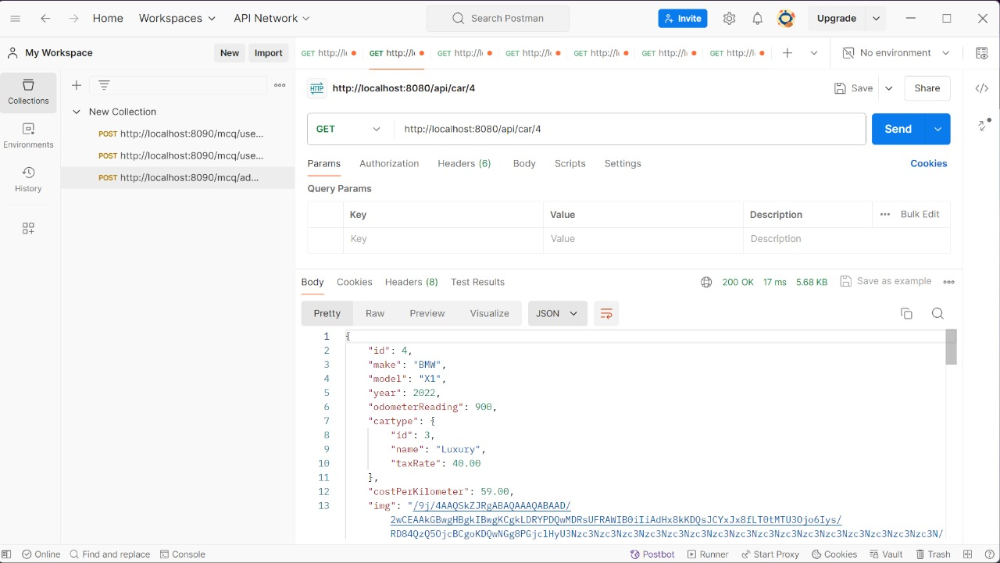 Home
Workspaces
API Network
Search Postman
Invite
Upgrade
My Workspace
New
Import
GET http://l
GET http://l
GET http://l
GET http://l
GET http://l
GET http://l
GET http://l
No environment
Collections
Environments
History
New Collection
POST http://localhost:8090/mcq/use...
POST http://localhost:8090/mcq/use...
POST http://localhost:8090/mcq/ad...
HTTP
http://localhost:8080/api/car/4
Save
Share
GET
http://localhost:8080/api/car/4
Send
Params
Authorization
Headers (6)
Body
Scripts
Settings
Cookies
Query Params
Key Value Description Bulk Edit
Key Value Description
Body
Cookies
Headers (8)
Test Results
200 OK
17 ms
5.68 KB
Save as example
Pretty
Raw
Preview
Visualize
JSON
1 {
2 "id": 4,
3 "make": "BMW",
4 "model": "X1",
5 "year": 2022,
6 "odometerReading": 900,
7 "cartype": {
8 "id": 3,
9 "name": "Luxury",
10 "taxRate": 40.00
11 },
12 "costPerKilometer": 59.00,
13 "img": "/9j/4AAQSkZJRgABAQAAAQABAAD/
2wCEAAkGBwgHBgkIBwgKCgkLDRYPDQwMDRsUFRAWIB0iIiAdHx8kKDQsJCYxJx8fLT0tMTU3Ojo6Iys/
RD84QzQ5OjcBCgoKDQwNGg8PGjclHyU3Nzc3Nzc3Nzc3Nzc3Nzc3Nzc3Nzc3Nzc3Nzc3Nzc3Nzc3Nzc3Nzc3Nzc3Nzc3N/
Online
Find and replace
Console
Postbot
Runner
Start Proxy
Cookies
Vault
Trash